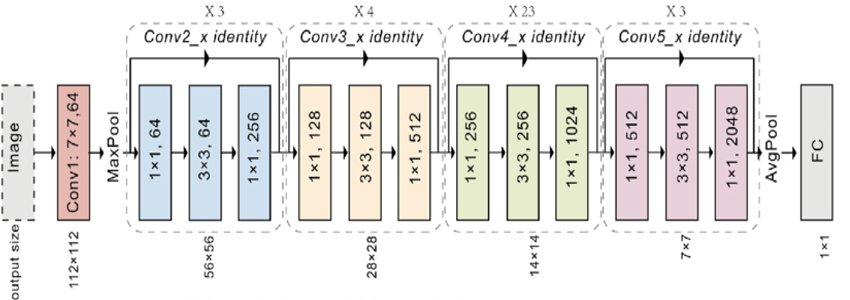 X 3
X 4
X 23
X 3
Conv2_x identity
Conv3_x identity
Conv4_x identity
Conv5_x identity
Image
Conv1: 7×7,64
MaxPool
1×1, 64
3×3, 64
1×1, 256
1×1, 128
3×3, 128
1×1, 512
1×1, 256
3×3, 256
1×1, 1024
1×1, 512
3×3, 512
1×1, 2048
AvgPool
FC
output size
112×112
56×56
28×28
14×14
7×7
1×1